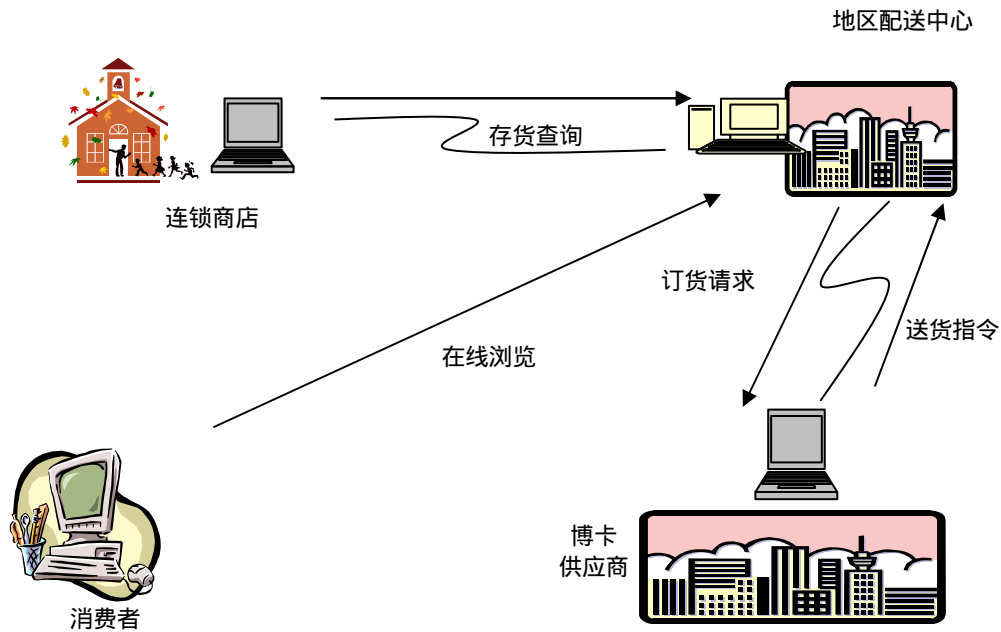 地区配送中心
存货查询
连锁商店
订货请求
送货指令
在线浏览
博卡
供应商
消费者